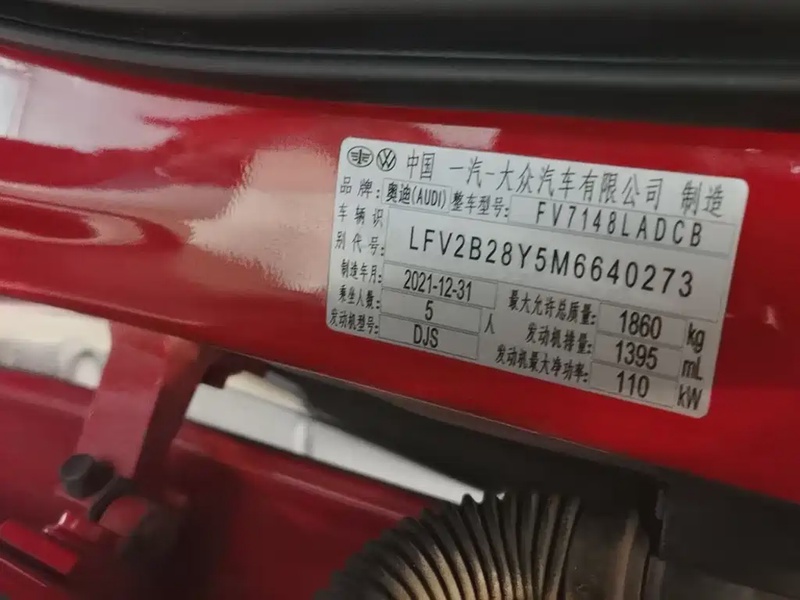 中国 一汽-大众汽车有限公司 制造
品牌: 奥迪(AUDI) 整车型号: FV7148LADCB
车辆识别代号: LFV2B28Y5M6640273
制造年月: 2021-12-31 最大允许总质量: 1860 kg
乘坐人数: 5 人 发动机排量: 1395 mL
发动机型号: DJS 发动机最大净功率: 110 kW